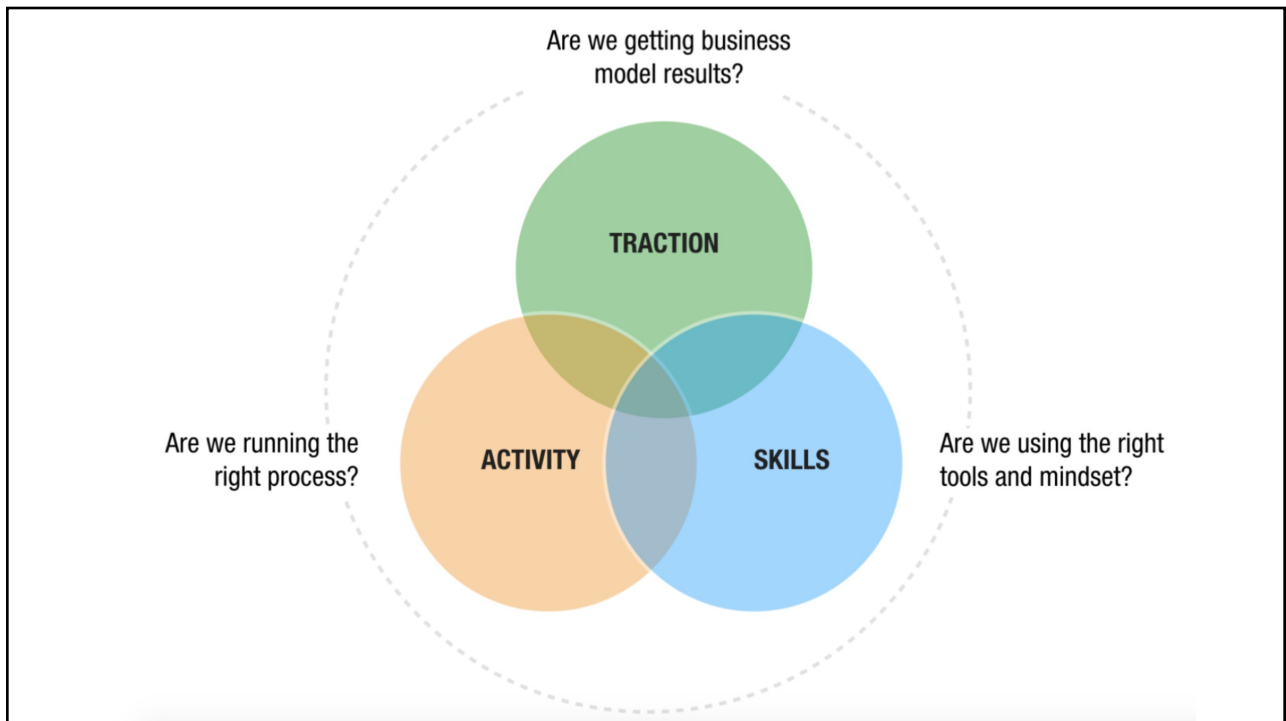 Are we getting business
model results?
TRACTION
Are we running the
right process?
ACTIVITY
SKILLS
Are we using the right
tools and mindset?